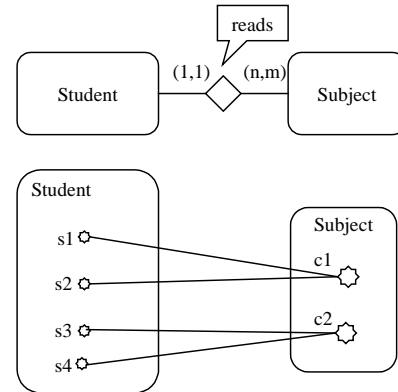 reads
(1,1)
(n,m)
Student
Subject
Student
Subject
s1
c1
s2
s3
c2
s4